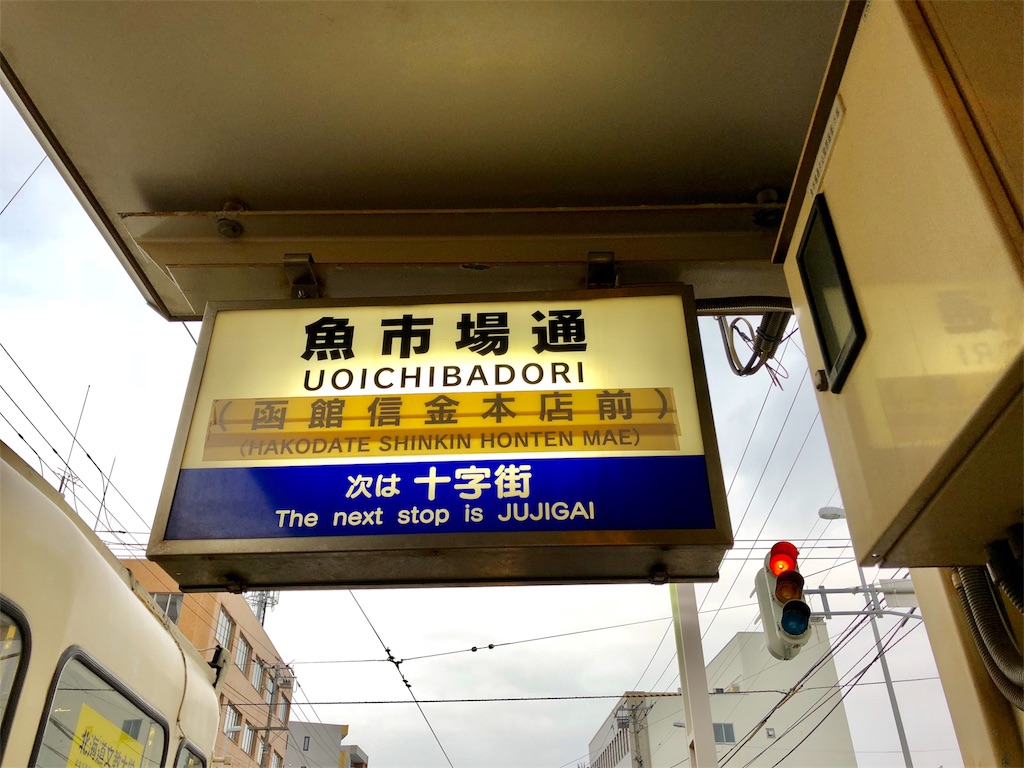 魚市場通
UOICHIBADORI
(函館信金本店前)
(HAKODATE SHINKIN HONTEN MAE)
次は 十字街
The next stop is JUJIGAI